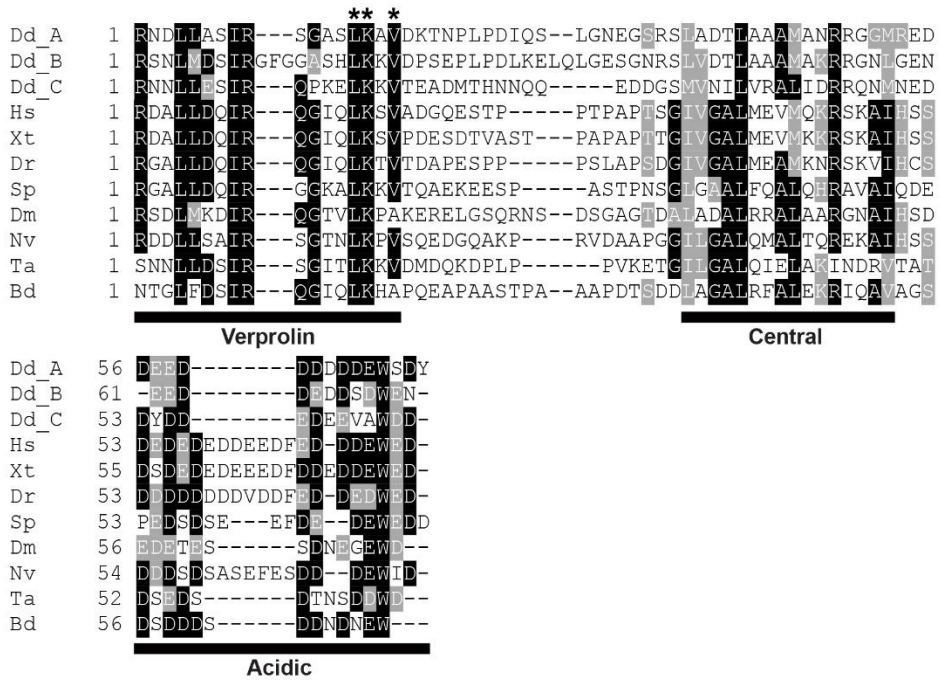 ** *
Dd_A 1 RNDLLASIR---SGASLKAVDKTNPLPDIQS--LGNEGSRSLADTLAAAMANRRGGMRED
Dd_B 1 RSNLMDSIRGFGGASHLKKVDPSEPLPDLKELQLGESGNRSLVDTLAAAMAKRRGNLGEN
Dd_C 1 RNNLLESIR---QPKELKKVTEADMTHNNQQ-----EDDGSMVNILVRALIDRRQNMNED
Hs 1 RDALLDQIR---QGIQLKSVADGQESTP-----PTPAPTSGIVGALMEVMQKRSKAIHSS
Xt 1 RDALLDQIR---QGIQLKSVPDESDTVAST---PAPAPTTGIVGALMEVMKKRSKAIHSS
Dr 1 RGALLDQIR---QGIQLKTVTDAPESPP-----PSLAPSDGIVGALMEAMKNRSKVIHCS
Sp 1 RGALLDQIR---GGKALKKVTQAEKEESP-----ASTPNSGLGAALFQALQHRAVAIQDE
Dm 1 RSDLMKDIR---QGTVLKPAKERELGSQRNS--DSGAGTDALADALRRALAARGNAIHSD
Nv 1 RDDLLSAIR---SGTNLKPVSQEDGQAKP----RVDAAPGGILGALQMALTQREKAIHSS
Ta 1 SNNLLDSIR---SGITLKKVDMDQKDPLP------PVKETGILGALQIELAKINDRVTAT
Bd 1 NTGLFDSIR---QGIQLKHAPQEAPAASTPA--AAPDTSDDLAGALRFALEKRIQAVAGS
Verprolin Central
Dd_A 56 DEED--------DDDDDEWSDY
Dd_B 61 -EED--------DEDDSDWEN-
Dd_C 53 DYDD--------EDEEVAWDD-
Hs 53 DEDEDEDDEEDFED-DDEWED-
Xt 55 DSDEDEDEEEDFDDEDDEWED-
Dr 53 DDDDDDDDVDDFED-DEDWED-
Sp 53 PEDSDSE---EFDE--DEWEDD
Dm 56 EDETES------SDNEGEWD--
Nv 54 DDDSDSASEFESDD--DEWID-
Ta 52 DSEDS-------DTNSDDWD--
Bd 56 DSDDDS------DDNDNEW---
Acidic